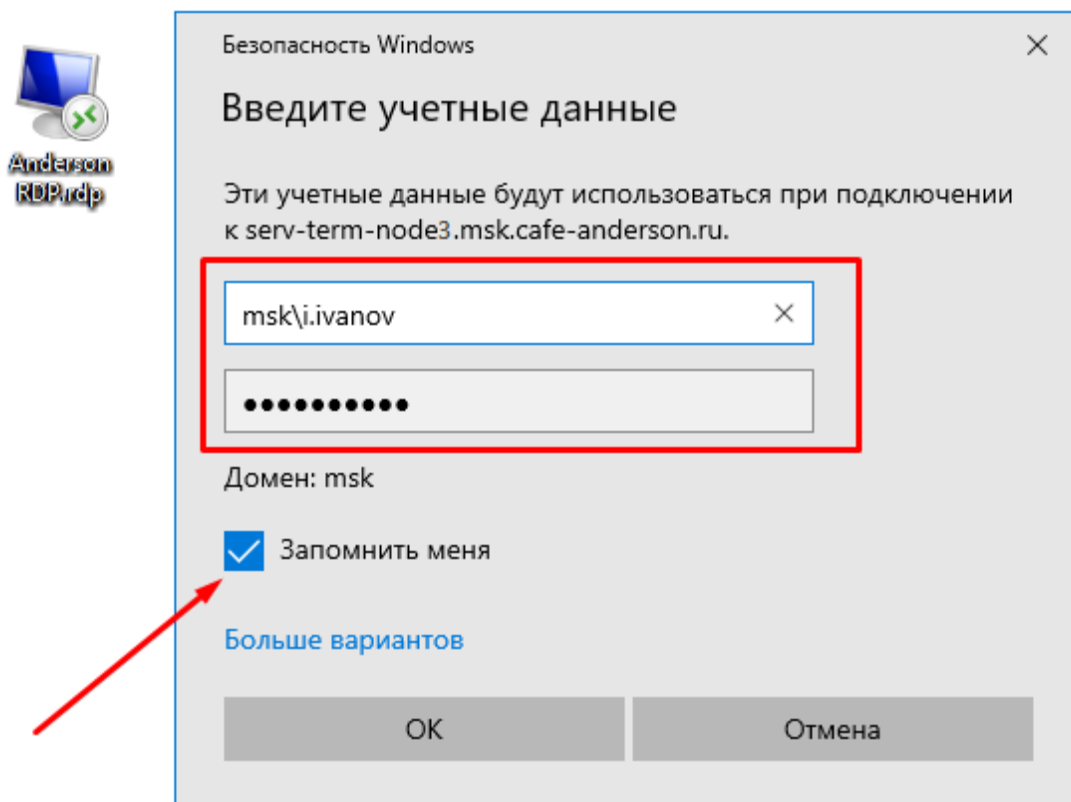 Anderson
RDP.rdp
Безопасность Windows
Введите учетные данные
Эти учетные данные будут использоваться при подключении
к serv-term-node3.msk.cafe-anderson.ru.
msk\i.ivanov
••••••••••
Домен: msk
Запомнить меня
Больше вариантов
ОК
Отмена